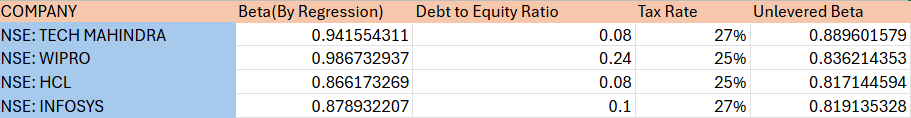 COMPANY Beta(By Regression) Debt to Equity Ratio Tax Rate Unlevered Beta
NSE: TECH MAHINDRA 0.941554311 0.08 27% 0.889601579
NSE: WIPRO 0.986732937 0.24 25% 0.836214353
NSE: HCL 0.866173269 0.08 25% 0.817144594
NSE: INFOSYS 0.878932207 0.1 27% 0.819135328